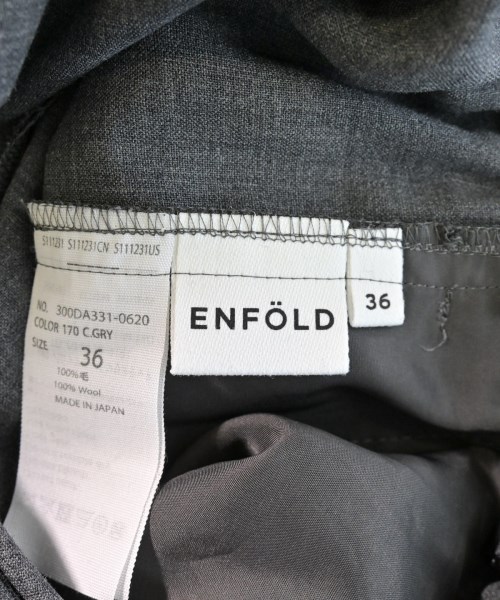 S111231 S111231CN S111231US
NO. 300DA331-0620
COLOR 170 C.GRY
SIZE 36
100%毛
100% Wool
MADE IN JAPAN
ENFÖLD
36